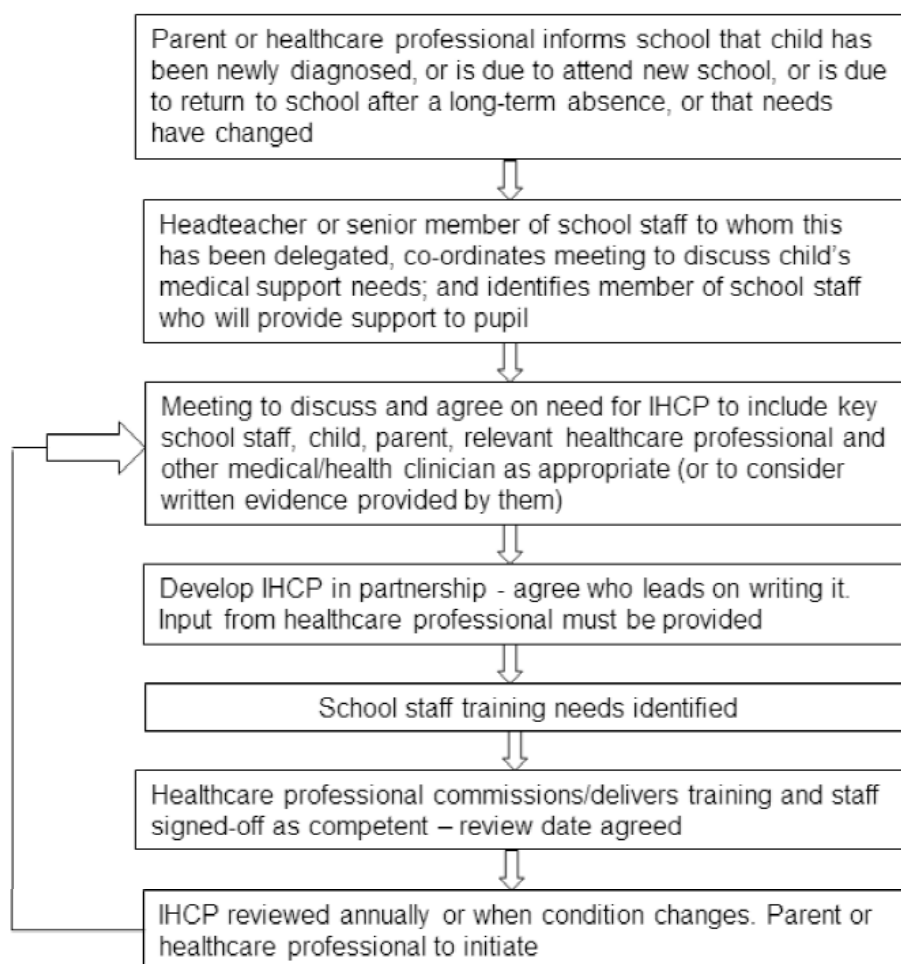 Parent or healthcare professional informs school that child has
been newly diagnosed, or is due to attend new school, or is due
to return to school after a long-term absence, or that needs
have changed
Headteacher or senior member of school staff to whom this
has been delegated, co-ordinates meeting to discuss child's
medical support needs; and identifies member of school staff
who will provide support to pupil
Meeting to discuss and agree on need for IHCP to include key
school staff, child, parent, relevant healthcare professional and
other medical/health clinician as appropriate (or to consider
written evidence provided by them)
Develop IHCP in partnership - agree who leads on writing it.
Input from healthcare professional must be provided
School staff training needs identified
Healthcare professional commissions/delivers training and staff
signed-off as competent – review date agreed
IHCP reviewed annually or when condition changes. Parent or
healthcare professional to initiate